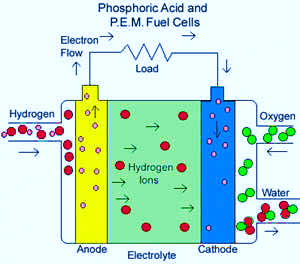 Phosphoric Acid and
P.E.M. Fuel Cells
Electron
Flow
Load
Hydrogen
Oxygen
Hydrogen
Ions
Water
Anode
Electrolyte
Cathode